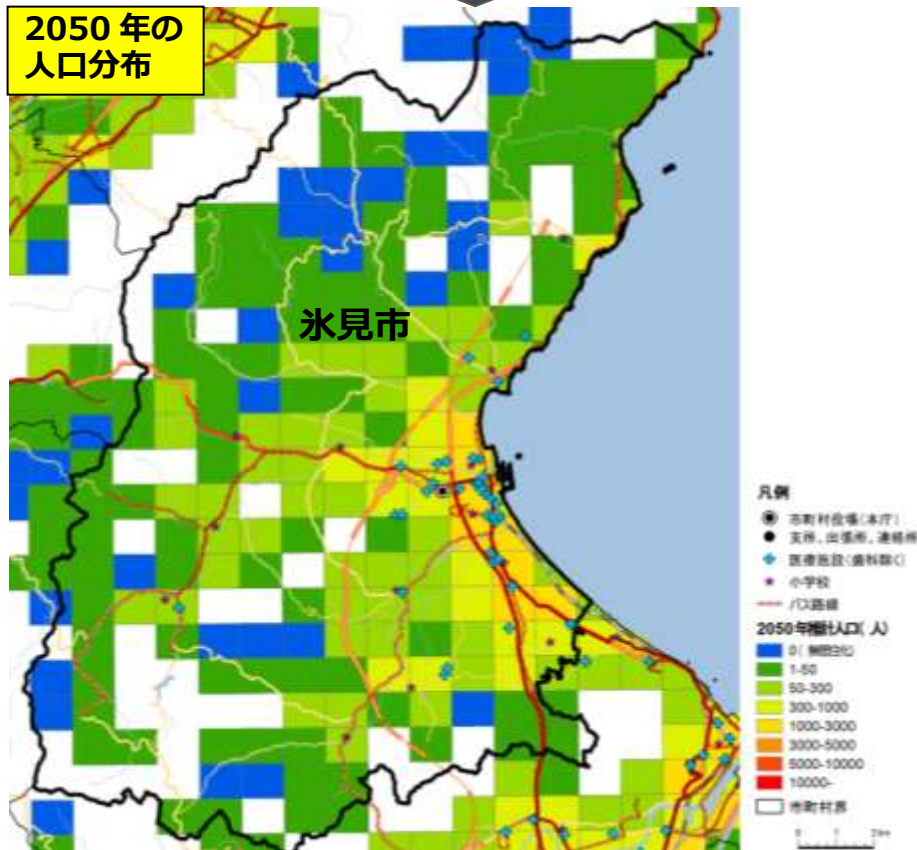 2050 年の
人口分布
氷見市
凡例
市町村役場(本庁)
支所、出張所、連絡所
医療施設(歯科除く)
小学校
バス路線
2050年推計人口( 人)
0( 無居住化)
1-50
50-300
300-1000
1000-3000
3000-5000
5000-10000
10000-
市町村界
0 1 2km